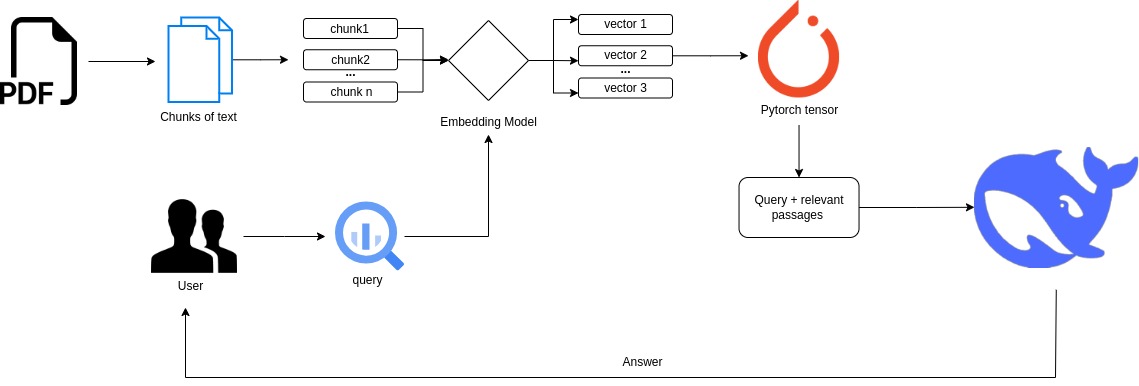 PDF
Chunks of text
chunk1
chunk2
...
chunk n
Embedding Model
vector 1
vector 2
...
vector 3
Pytorch tensor
Query + relevant
passages
User
query
Answer